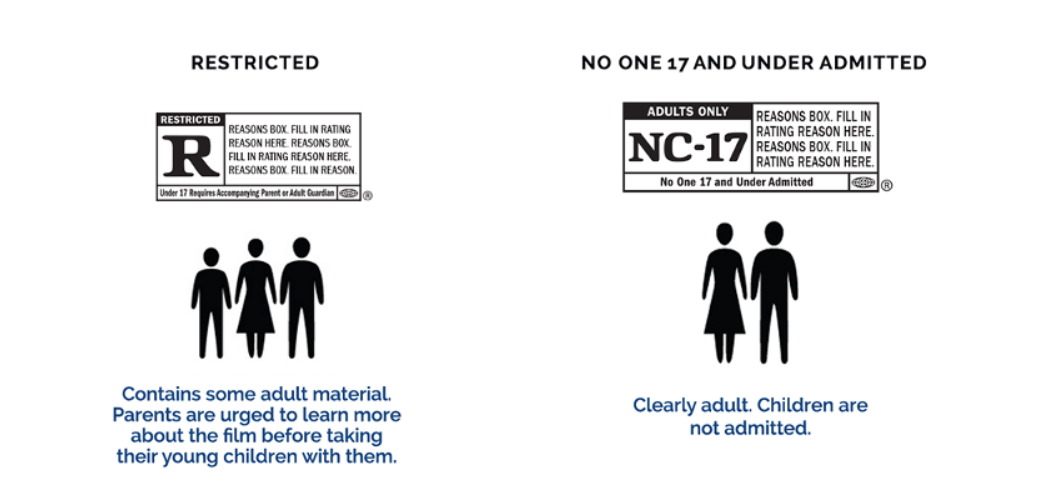 RESTRICTED
RESTRICTED
R
REASONS BOX. FILL IN RATING
REASON HERE. REASONS BOX.
FILL IN RATING REASON HERE.
REASONS BOX. FILL IN REASON.
Under 17 Requires Accompanying Parent or Adult Guardian
®
Contains some adult material.
Parents are urged to learn more
about the film before taking
their young children with them.
NO ONE 17 AND UNDER ADMITTED
ADULTS ONLY
NC-17
REASONS BOX. FILL IN
RATING REASON HERE.
REASONS BOX. FILL IN
RATING REASON HERE.
No One 17 and Under Admitted
®
Clearly adult. Children are
not admitted.